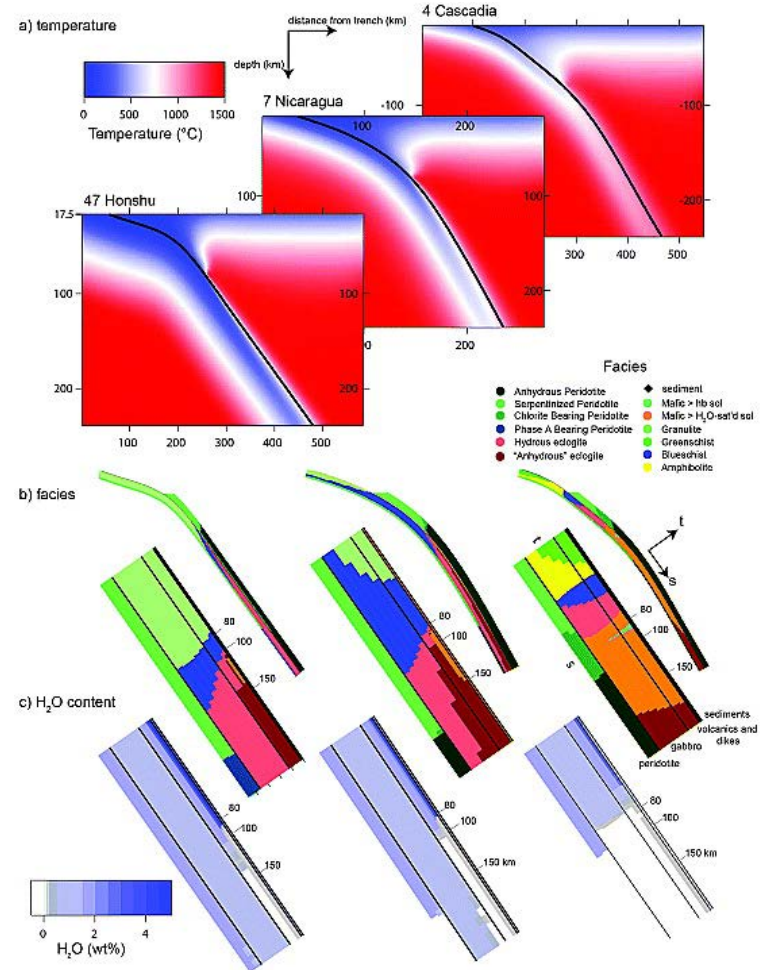 4 Cascadia
a) temperature
distance from trench (km)
depth (km)
0 500 1000 1500
Temperature (°C)
7 Nicaragua
-100
100 200
-100
47 Honshu
100
100
-200
17.5
200 300 400 500
300 400 500
100
100
200
200
200
200
100 200 300 400 500
Facies
Anhydrous Peridotite
Serpentinized Peridotite
Chlorite Bearing Peridotite
Phase A Bearing Peridotite
Hydrous eclogite
"Anhydrous" eclogite
sediment
Mafic > hb sol
Mafic > H2O-sat'd sol
Granulite
Greenschist
Blueschist
Amphibolite
b) facies
t
s
80
100
150
80
100
150
t
s
80
100
150
sediments
volcanics and
dikes
gabbro
peridotite
c) H2O content
80
100
150
80
100
150 km
80
100
150 km
0 2 4
H2O (wt%)